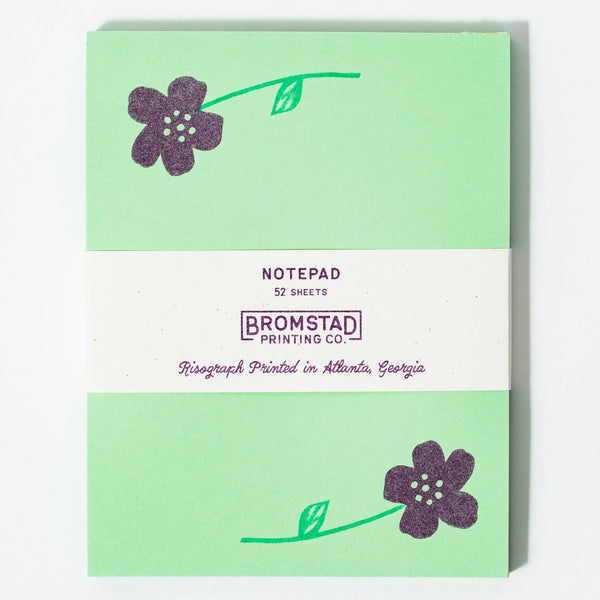 NOTEPAD
52 SHEETS
BROMSTAD
PRINTING CO.
Risograph Printed in Atlanta, Georgia